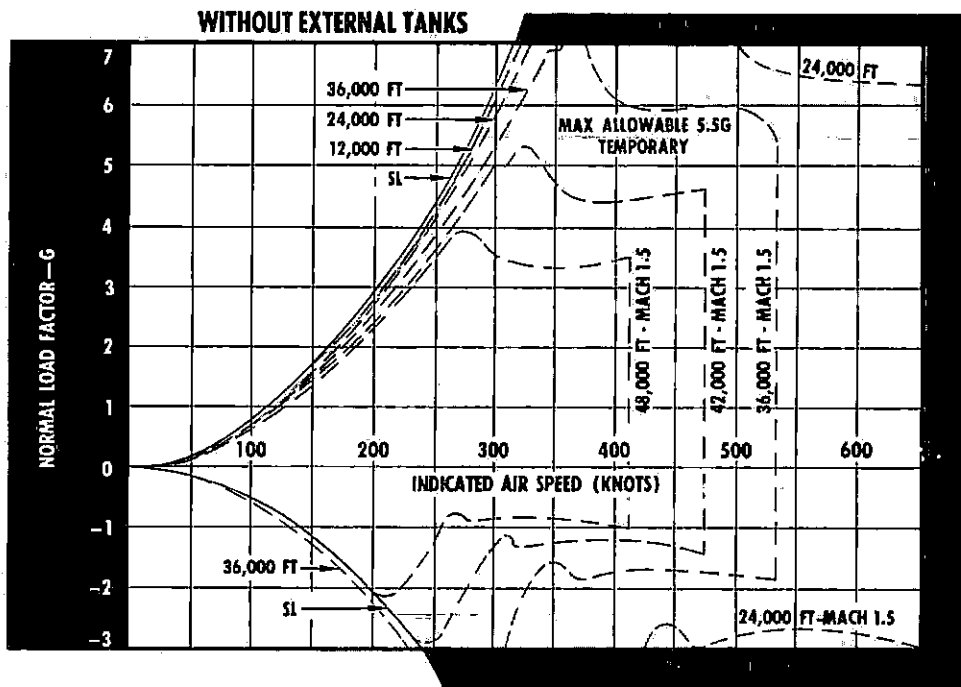 WITHOUT EXTERNAL TANKS
NORMAL LOAD FACTOR—G
7
6
5
4
3
2
1
0
-1
-2
-3
36,000 FT
24,000 FT
12,000 FT
SL
24,000 FT
MAX ALLOWABLE 5.5G
TEMPORARY
48,000 FT - MACH 1.5
42,000 FT - MACH 1.5
36,000 FT - MACH 1.5
100 200 300 400 500 600
INDICATED AIR SPEED (KNOTS)
36,000 FT
SL
24,000 FT-MACH 1.5